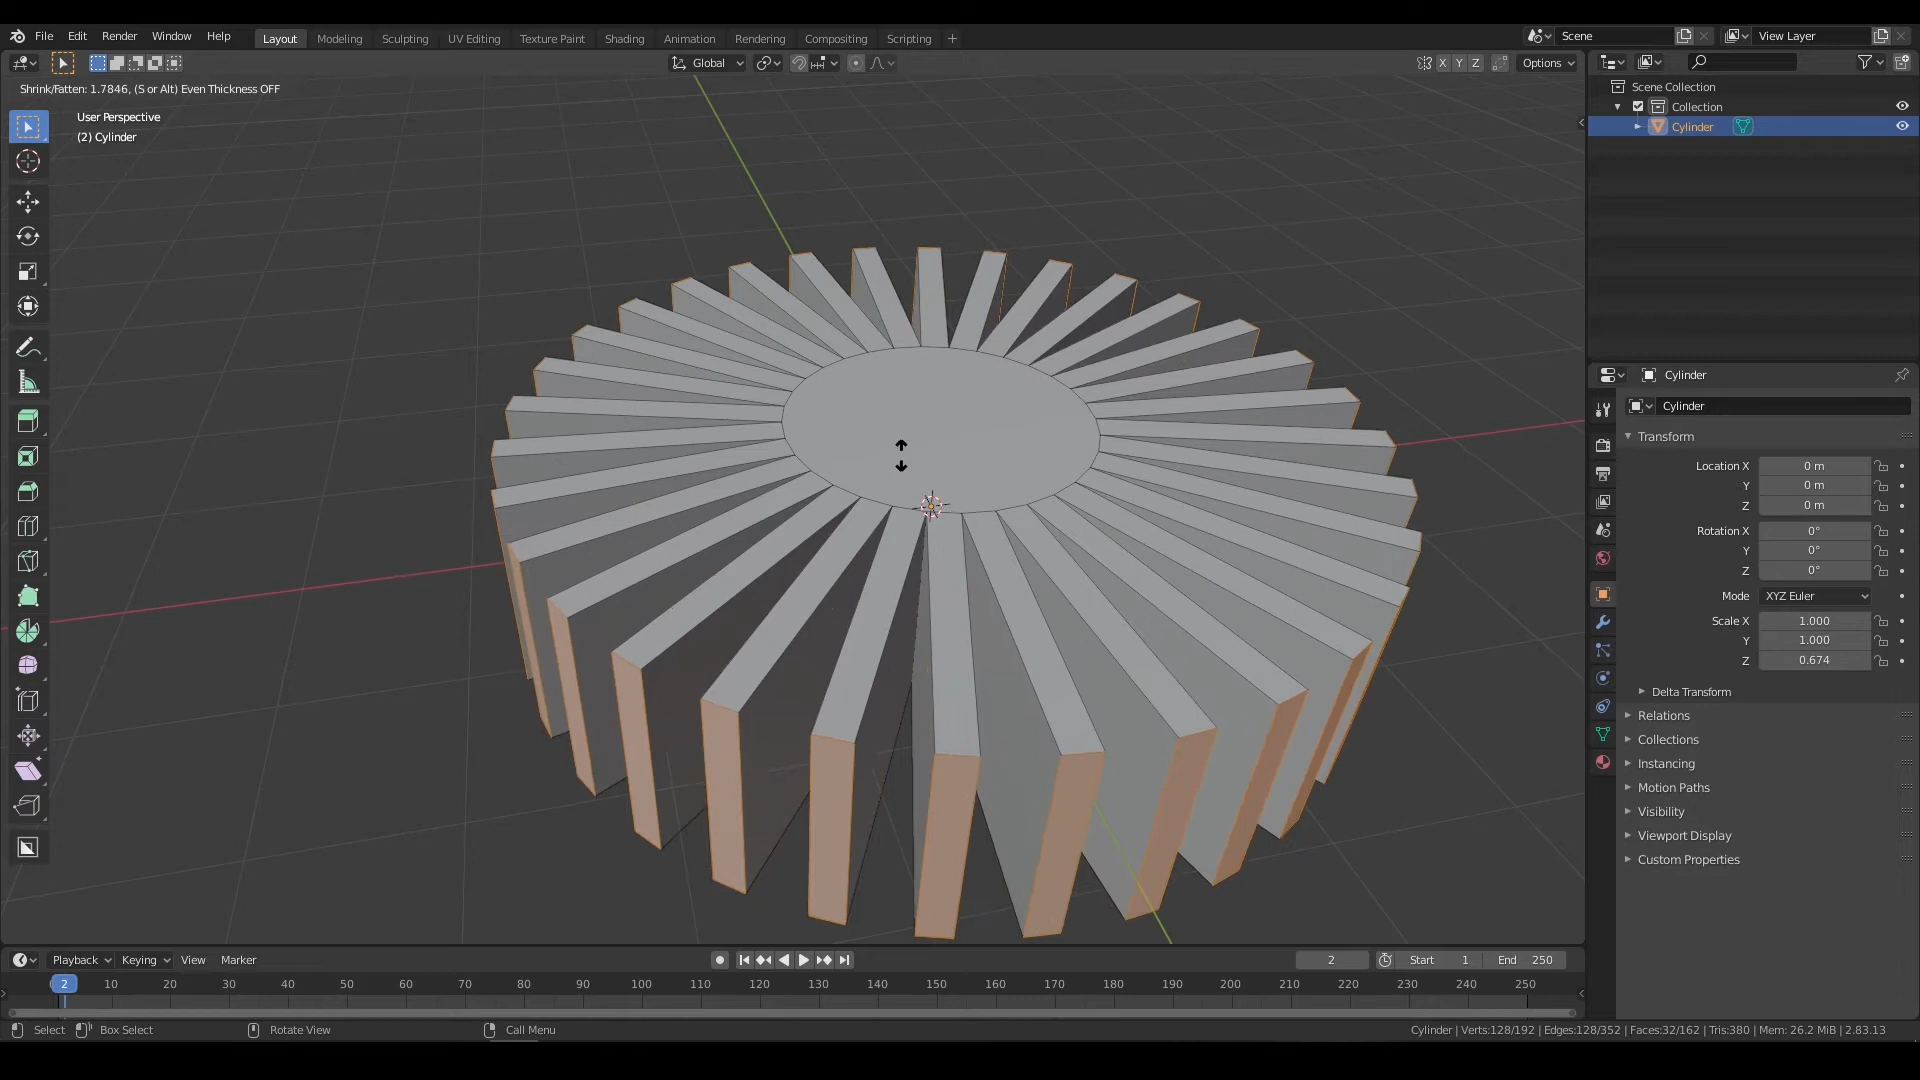 File Edit Render Window Help Layout Modeling Sculpting UV Editing Texture Paint Shading Animation Rendering Compositing Scripting + Scene View Layer
Global X Y Z Options
Shrink/Fatten: 1.7846, (S or Alt) Even Thickness OFF
User Perspective
(2) Cylinder
Scene Collection
Collection
Cylinder
Cylinder
Cylinder
Transform
Location X 0 m
Y 0 m
Z 0 m
Rotation X 0°
Y 0°
Z 0°
Mode XYZ Euler
Scale X 1.000
Y 1.000
Z 0.674
Delta Transform
Relations
Collections
Instancing
Motion Paths
Visibility
Viewport Display
Custom Properties
Playback Keying View Marker 2 Start 1 End 250
2 10 20 30 40 50 60 70 80 90 100 110 120 130 140 150 160 170 180 190 200 210 220 230 240 250
Select Box Select Rotate View Call Menu Cylinder | Verts:128/192 | Edges:128/352 | Faces:32/162 | Tris:380 | Mem: 26.2 MiB | 2.83.13